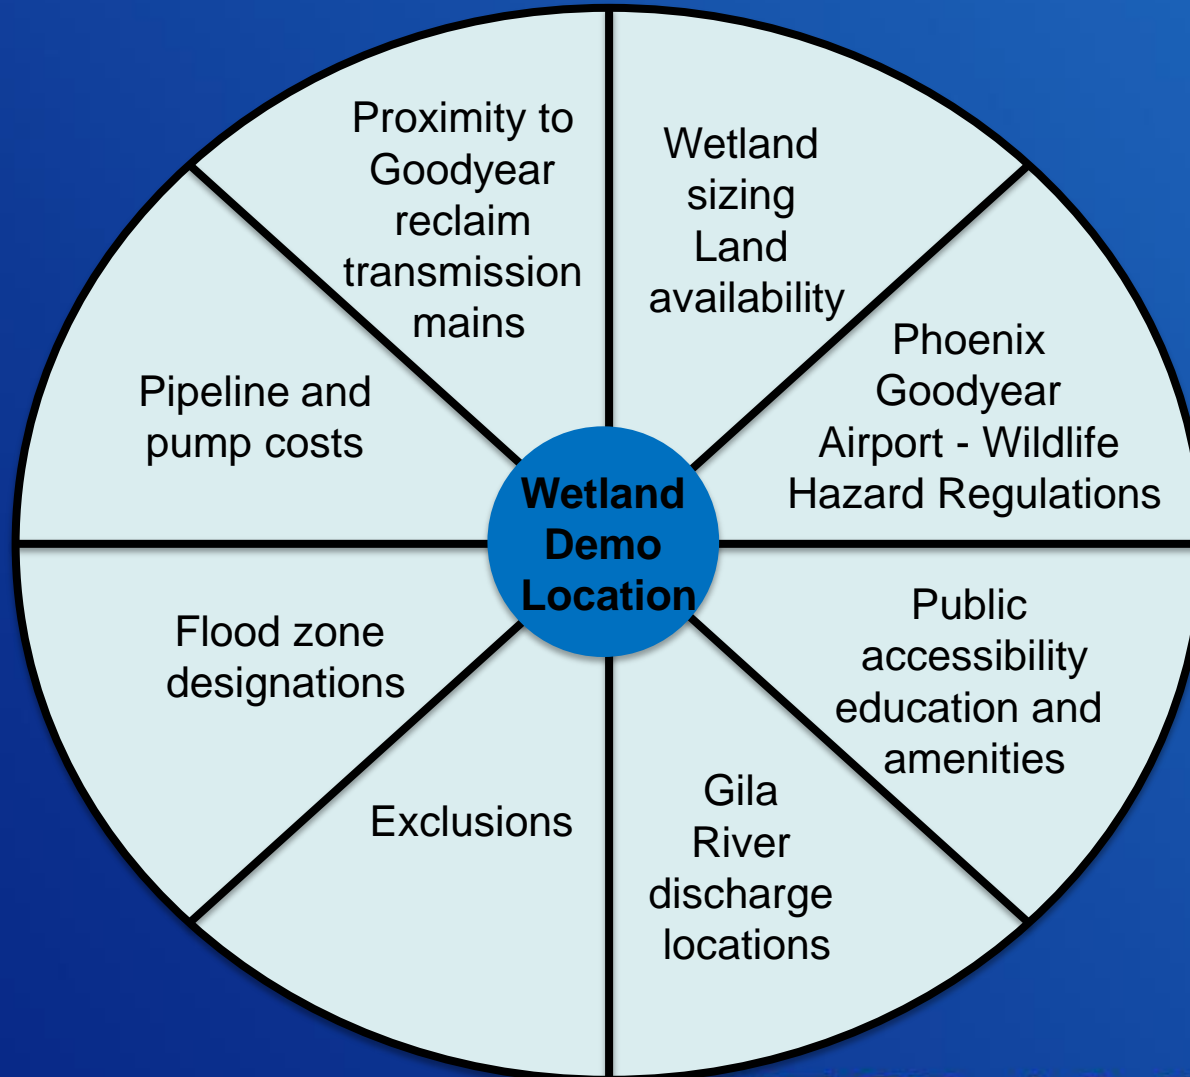 Proximity to
Goodyear
reclaim
transmission
mains
Wetland
sizing
Land
availability
Phoenix
Goodyear
Airport - Wildlife
Hazard Regulations
Public
accessibility
education and
amenities
Gila
River
discharge
locations
Exclusions
Flood zone
designations
Pipeline and
pump costs
Wetland
Demo
Location